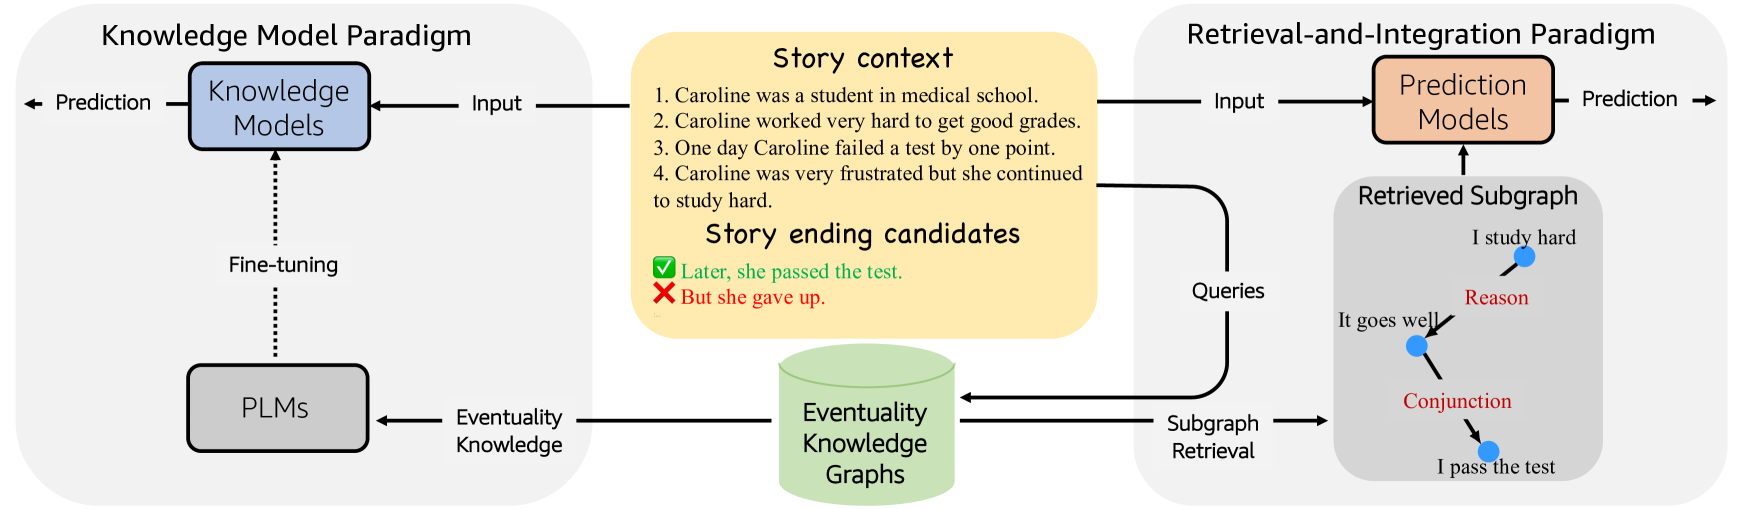 Knowledge Model Paradigm
Prediction
Knowledge
Models
Input
Fine-tuning
PLMs
Eventuality
Knowledge
Story context
1. Caroline was a student in medical school.
2. Caroline worked very hard to get good grades.
3. One day Caroline failed a test by one point.
4. Caroline was very frustrated but she continued
to study hard.
Story ending candidates
Later, she passed the test.
But she gave up.
Eventuality
Knowledge
Graphs
Retrieval-and-Integration Paradigm
Input
Prediction
Models
Prediction
Queries
Subgraph
Retrieval
Retrieved Subgraph
I study hard
Reason
It goes well
Conjunction
I pass the test